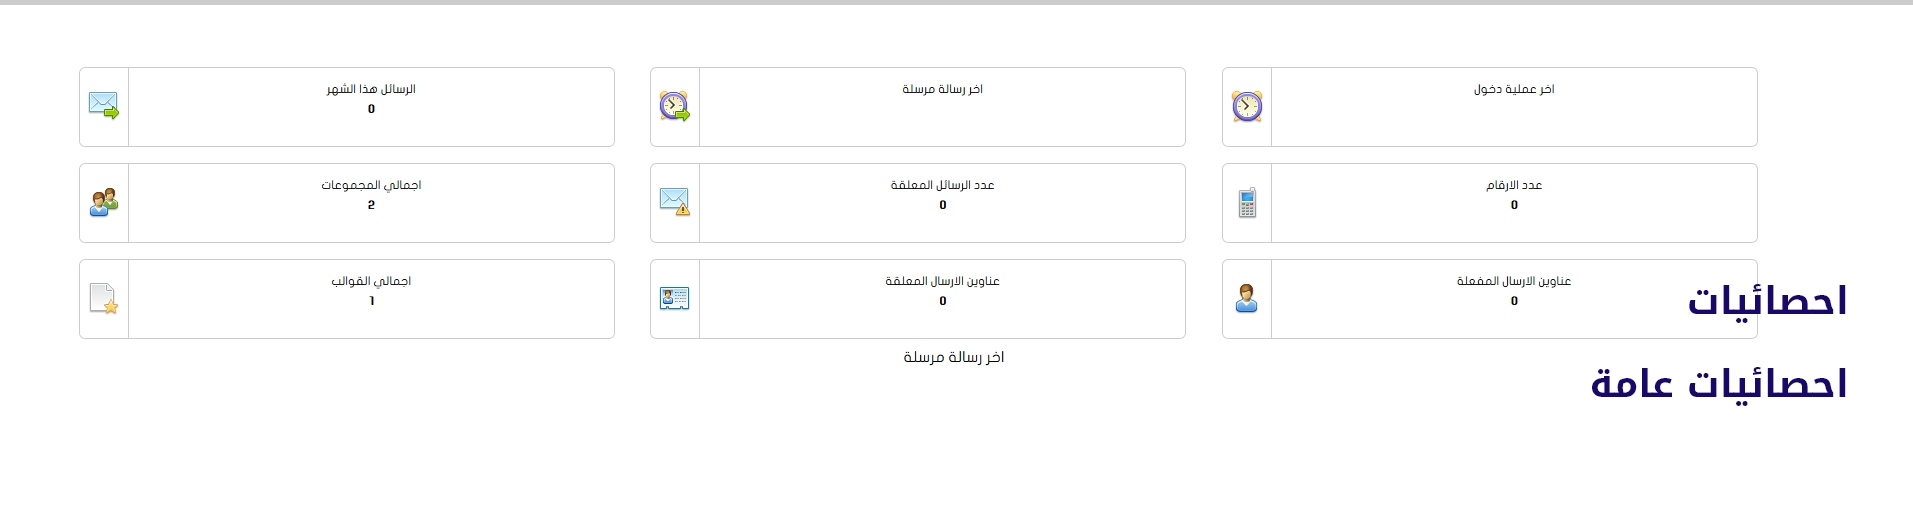 اخر عملية دخول
اخر رسالة مرسلة
الرسائل هذا الشهر
0
عدد الارقام
0
عدد الرسائل المعلقة
0
اجمالي المجموعات
2
عناوين الارسال المفعلة
0
عناوين الارسال المعلقة
0
اجمالي القوالب
1
احصائيات
اخر رسالة مرسلة
احصائيات عامة